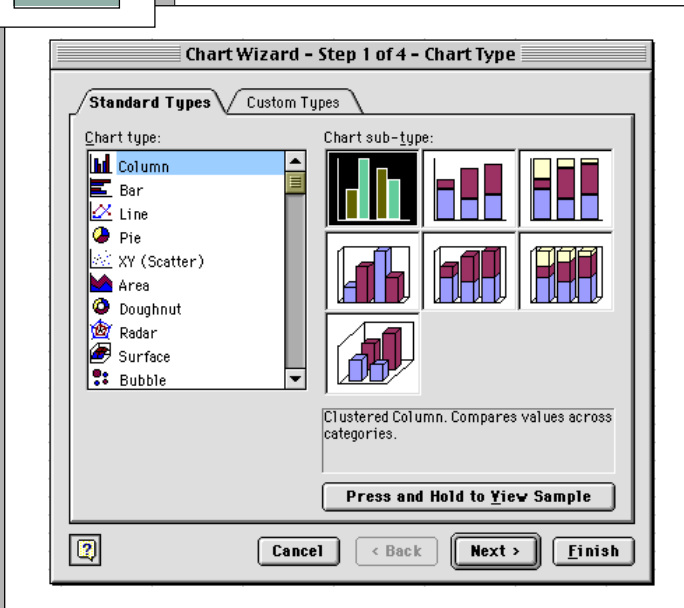 Chart Wizard - Step 1 of 4 - Chart Type
Standard Types
Custom Types
Chart type:
Column
Bar
Line
Pie
XY (Scatter)
Area
Doughnut
Radar
Surface
Bubble
Chart sub-type:
Clustered Column. Compares values across
categories.
Press and Hold to View Sample
?
Cancel
< Back
Next >
Finish